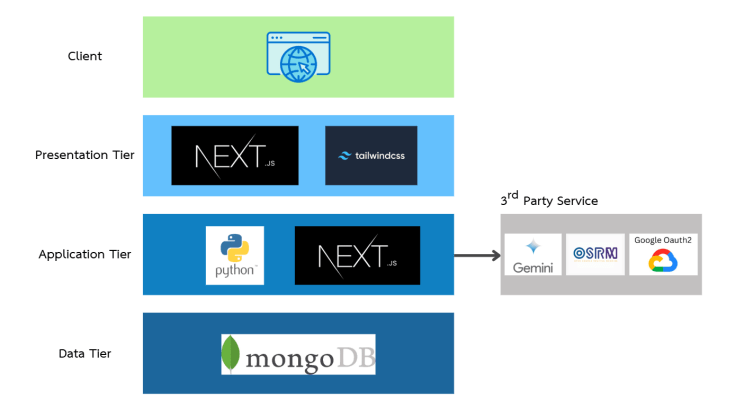 Client
Presentation Tier
NEXT.JS
tailwindcss
3rd Party Service
Application Tier
python™
NEXT.JS
Gemini
OSRM
Google Oauth2
Data Tier
mongoDB